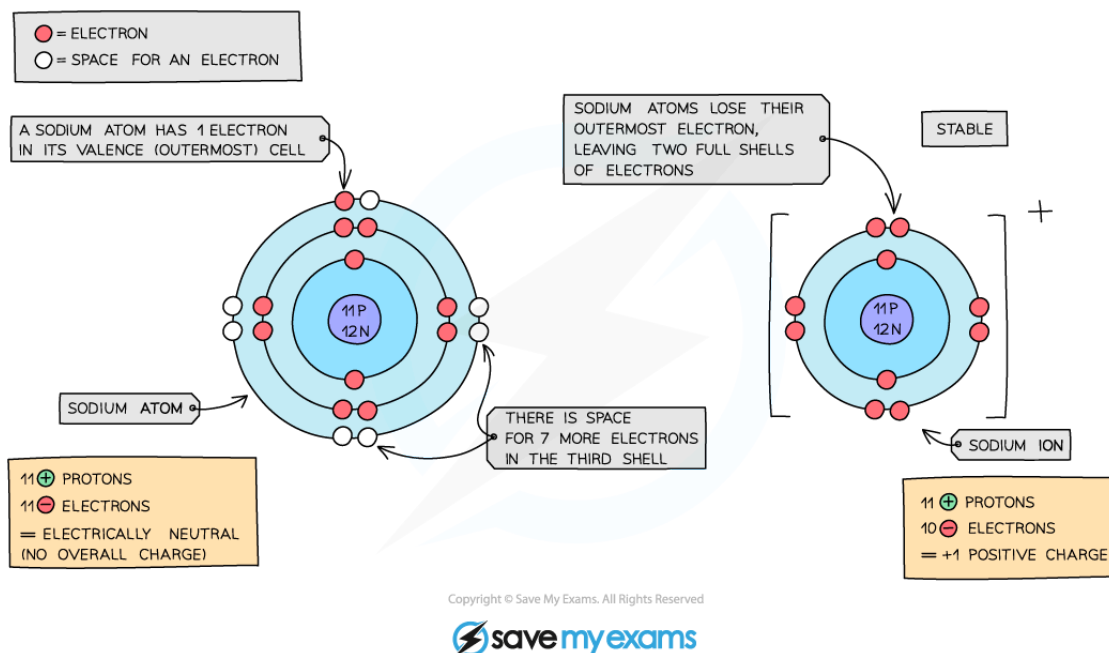 = ELECTRON
= SPACE FOR AN ELECTRON
A SODIUM ATOM HAS 1 ELECTRON
IN ITS VALENCE (OUTERMOST) CELL
SODIUM ATOMS LOSE THEIR
OUTERMOST ELECTRON,
LEAVING TWO FULL SHELLS
OF ELECTRONS
STABLE
+
11P
12N
11P
12N
SODIUM ATOM
THERE IS SPACE
FOR 7 MORE ELECTRONS
IN THE THIRD SHELL
SODIUM ION
11 + PROTONS
11 − ELECTRONS
= ELECTRICALLY NEUTRAL
(NO OVERALL CHARGE)
11 + PROTONS
10 − ELECTRONS
= +1 POSITIVE CHARGE
Copyright © Save My Exams. All Rights Reserved
save my exams